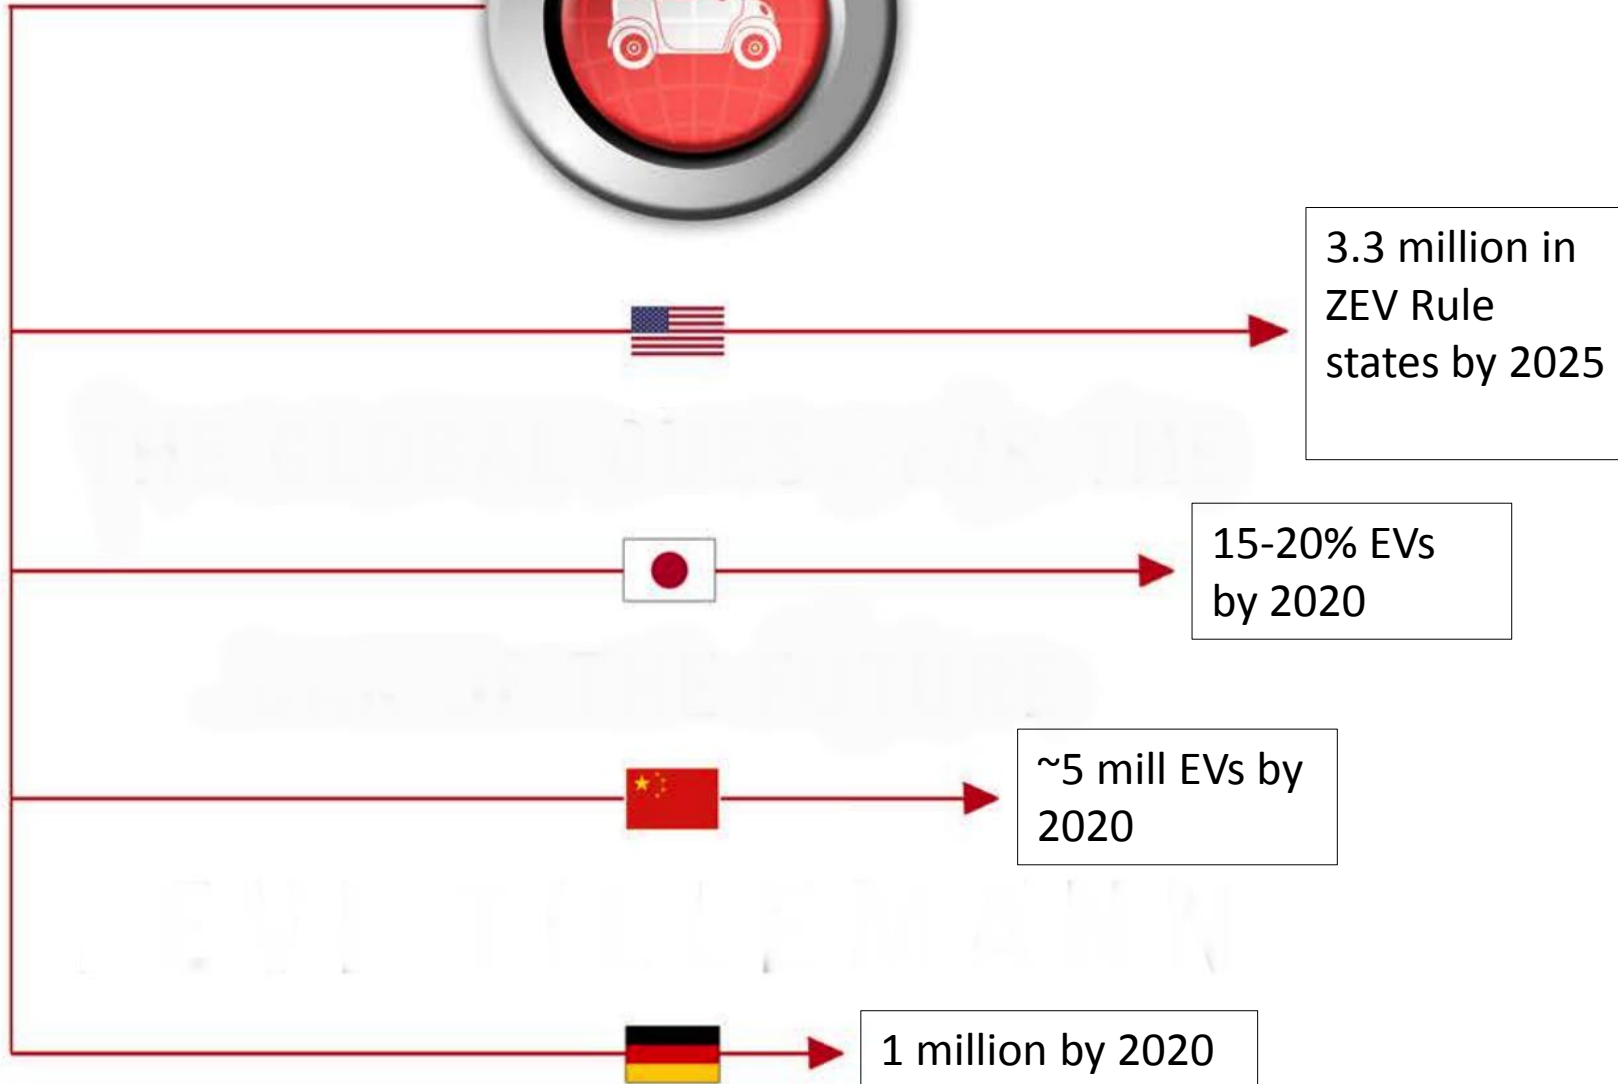 3.3 million in
ZEV Rule
states by 2025
15-20% EVs
by 2020
~5 mill EVs by
2020
1 million by 2020